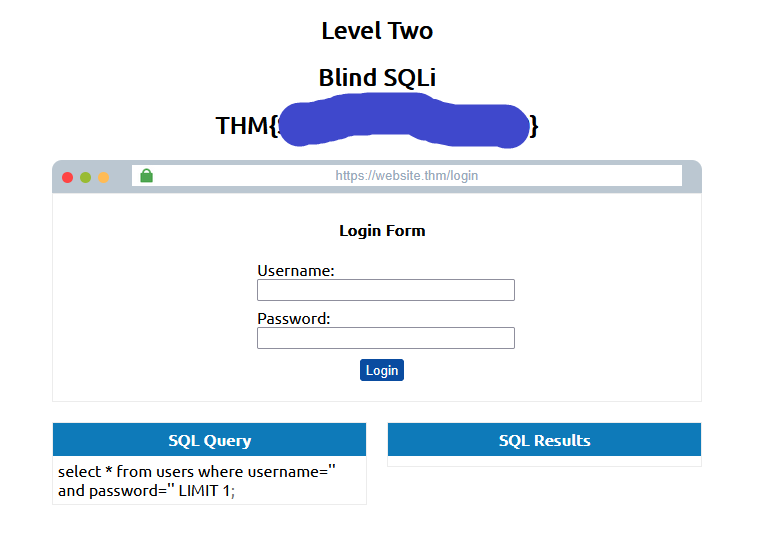 Level Two
Blind SQLi
THM{ }
https://website.thm/login
Login Form
Username:
Password:
Login
SQL Query
select * from users where username=''
and password='' LIMIT 1;
SQL Results